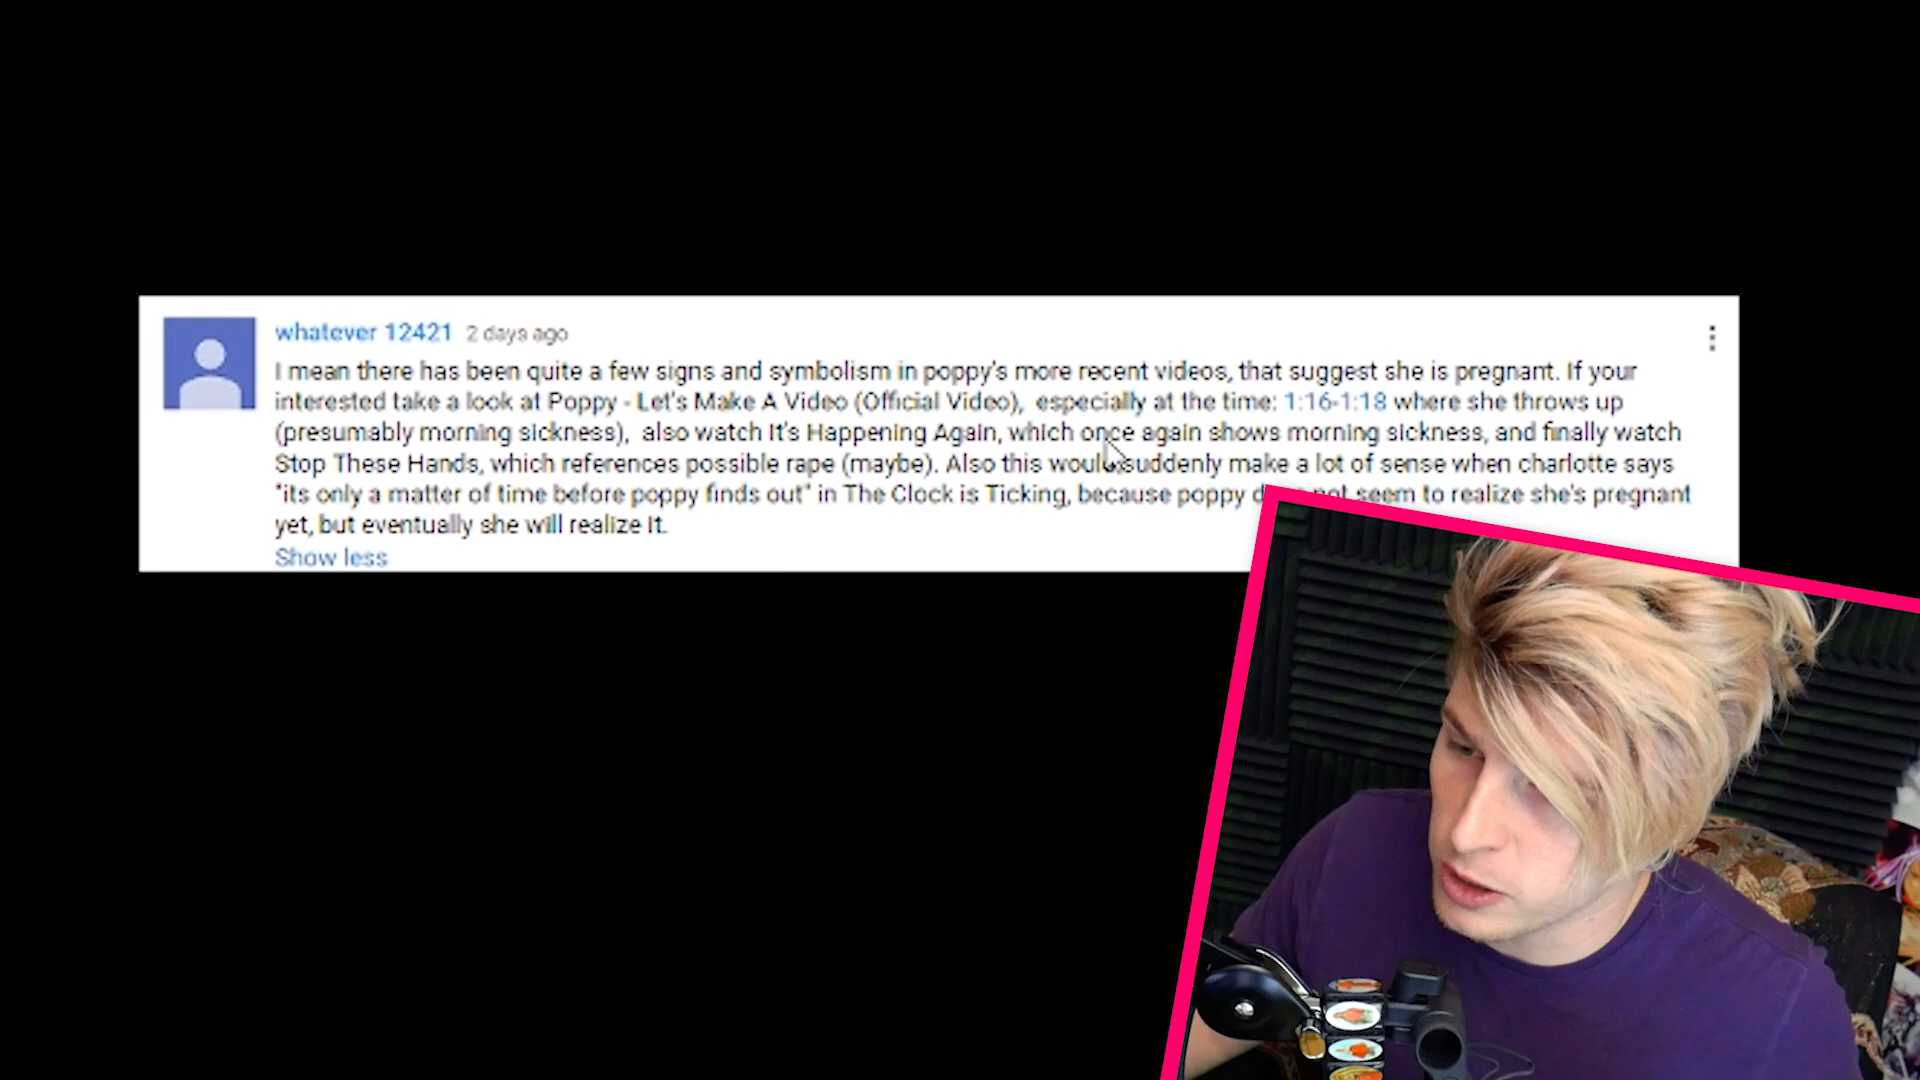 whatever 12421 2 days ago
I mean there has been quite a few signs and symbolism in poppy's more recent videos, that suggest she is pregnant. If your
interested take a look at Poppy - Let's Make A Video (Official Video), especially at the time: 1:16-1:18 where she throws up
(presumably morning sickness), also watch It's Happening Again, which once again shows morning sickness, and finally watch
Stop These Hands, which references possible rape (maybe). Also this would suddenly make a lot of sense when charlotte says
"its only a matter of time before poppy finds out" in The Clock is Ticking, because poppy not seem to realize she's pregnant
yet, but eventually she will realize it.
Show less